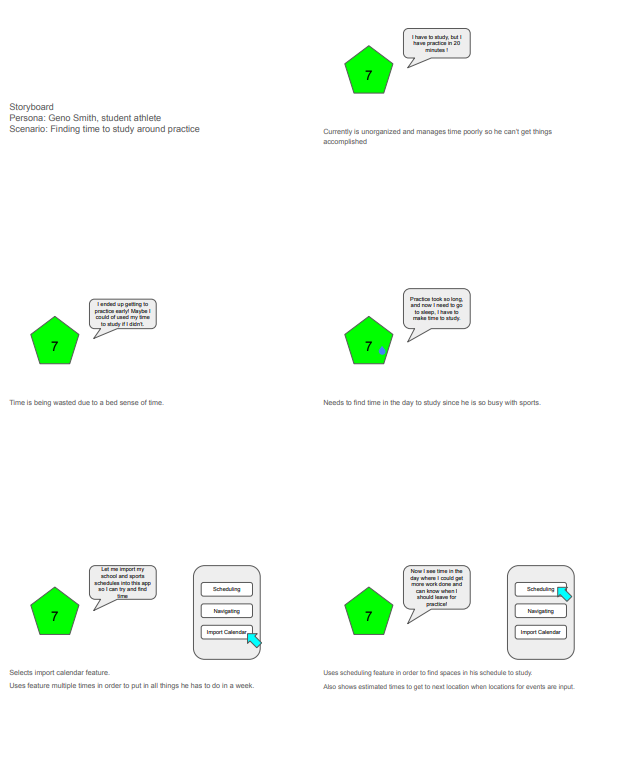 Storyboard
Persona: Geno Smith, student athlete
Scenario: Finding time to study around practice
I have to study, but I
have practice in 20
minutes !
7
Currently is unorganized and manages time poorly so he can't get things
accomplished
I ended up getting to
practice early! Maybe I
could of used my time
to study if I didn't.
7
Time is being wasted due to a bed sense of time.
Practice took so long,
and now I need to go
to sleep, I have to
make time to study.
7
Needs to find time in the day to study since he is so busy with sports.
Let me import my
school and sports
schedules into this app
so I can try and find
time
7
Scheduling
Navigating
Import Calendar
Selects import calendar feature.
Uses feature multiple times in order to put in all things he has to do in a week.
Now I see time in the
day where I could get
more work done and
can know when I
should leave for
practice!
7
Scheduling
Navigating
Import Calendar
Uses scheduling feature in order to find spaces in his schedule to study.
Also shows estimated times to get to next location when locations for events are input.